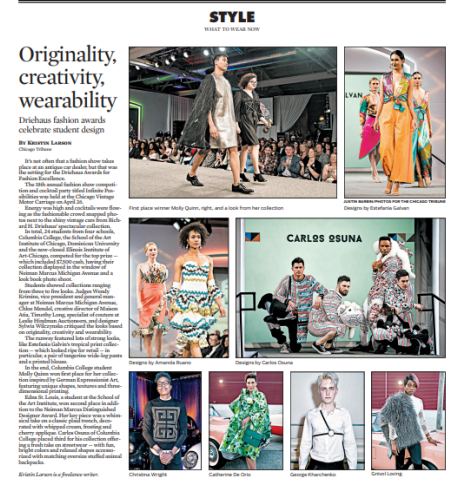 STYLE
WHAT TO WEAR NOW
Originality,
creativity,
wearability
Driehaus fashion awards
celebrate student design
BY KRISTIN LARSON
Chicago Tribune
It's not often that a fashion show takes
place at an antique car dealer, but that was
the setting for the Driehaus Awards for
Fashion Excellence.
The 18th annual fashion show competi-
tion and cocktail party titled Infinite Pos-
sibilities was held at the Chicago Vintage
Motor Carriage on April 26.
Energy was high and cocktails were flow-
ing as the fashionable crowd snapped pho-
tos next to the shiny vintage cars from Rich-
ard H. Driehaus' spectacular collection.
In total, 24 students from four schools,
Columbia College, the School of the Art
Institute of Chicago, Dominican University
and the now-closed Illinois Institute of
Art-Chicago, competed for the top prize —
which included $7,500 cash, having their
collection displayed in the window of
Neiman Marcus Michigan Avenue and a
look book photo shoot.
Students showed collections ranging
from three to five looks. Judges Wendy
Krimins, vice president and general man-
ager at Neiman Marcus Michigan Avenue,
Chloe Mendel, creative director of Maison
Atia, Timothy Long, specialist of couture at
Leslie Hindman Auctioneers, and designer
Sylwia Wilczynska critiqued the looks based
on originality, creativity and wearability.
The runway featured lots of strong looks,
like Estefania Galvan's tropical print collec-
tion — which looked ripe for retail — in
particular, a pair of tangerine wide-leg pants
and a printed blouse.
In the end, Columbia College student
Molly Quinn won first place for her collec-
tion inspired by German Expressionist Art,
featuring unique shapes, textures and three-
dimensional printing.
Edna St. Louis, a student at the School of
the Art Institute, won second place in addi-
tion to the Neiman Marcus Distinguished
Designer Award. Her key piece was a whim-
sical take on a classic plaid trench, deco-
rated with whipped cream, frosting and
cherry applique. Carlos Osuna of Columbia
College placed third for his collection offer-
ing a fresh take on streetwear — with fun,
bright colors and relaxed shapes accesso-
rized with matching oversize stuffed animal
backpacks.
Kristin Larson is a freelance writer.
First place winner Molly Quinn, right, and a look from her collection
LVAN
JUSTIN BARBIN/PHOTOS FOR THE CHICAGO TRIBUNE
Designs by Estefania Galvan
Designs by Amanda Ruano
CARLOS OSUNA
Designs by Carlos Osuna
Christina Wright
Catherine De Orio
George Kharchenko
Gravel Loving